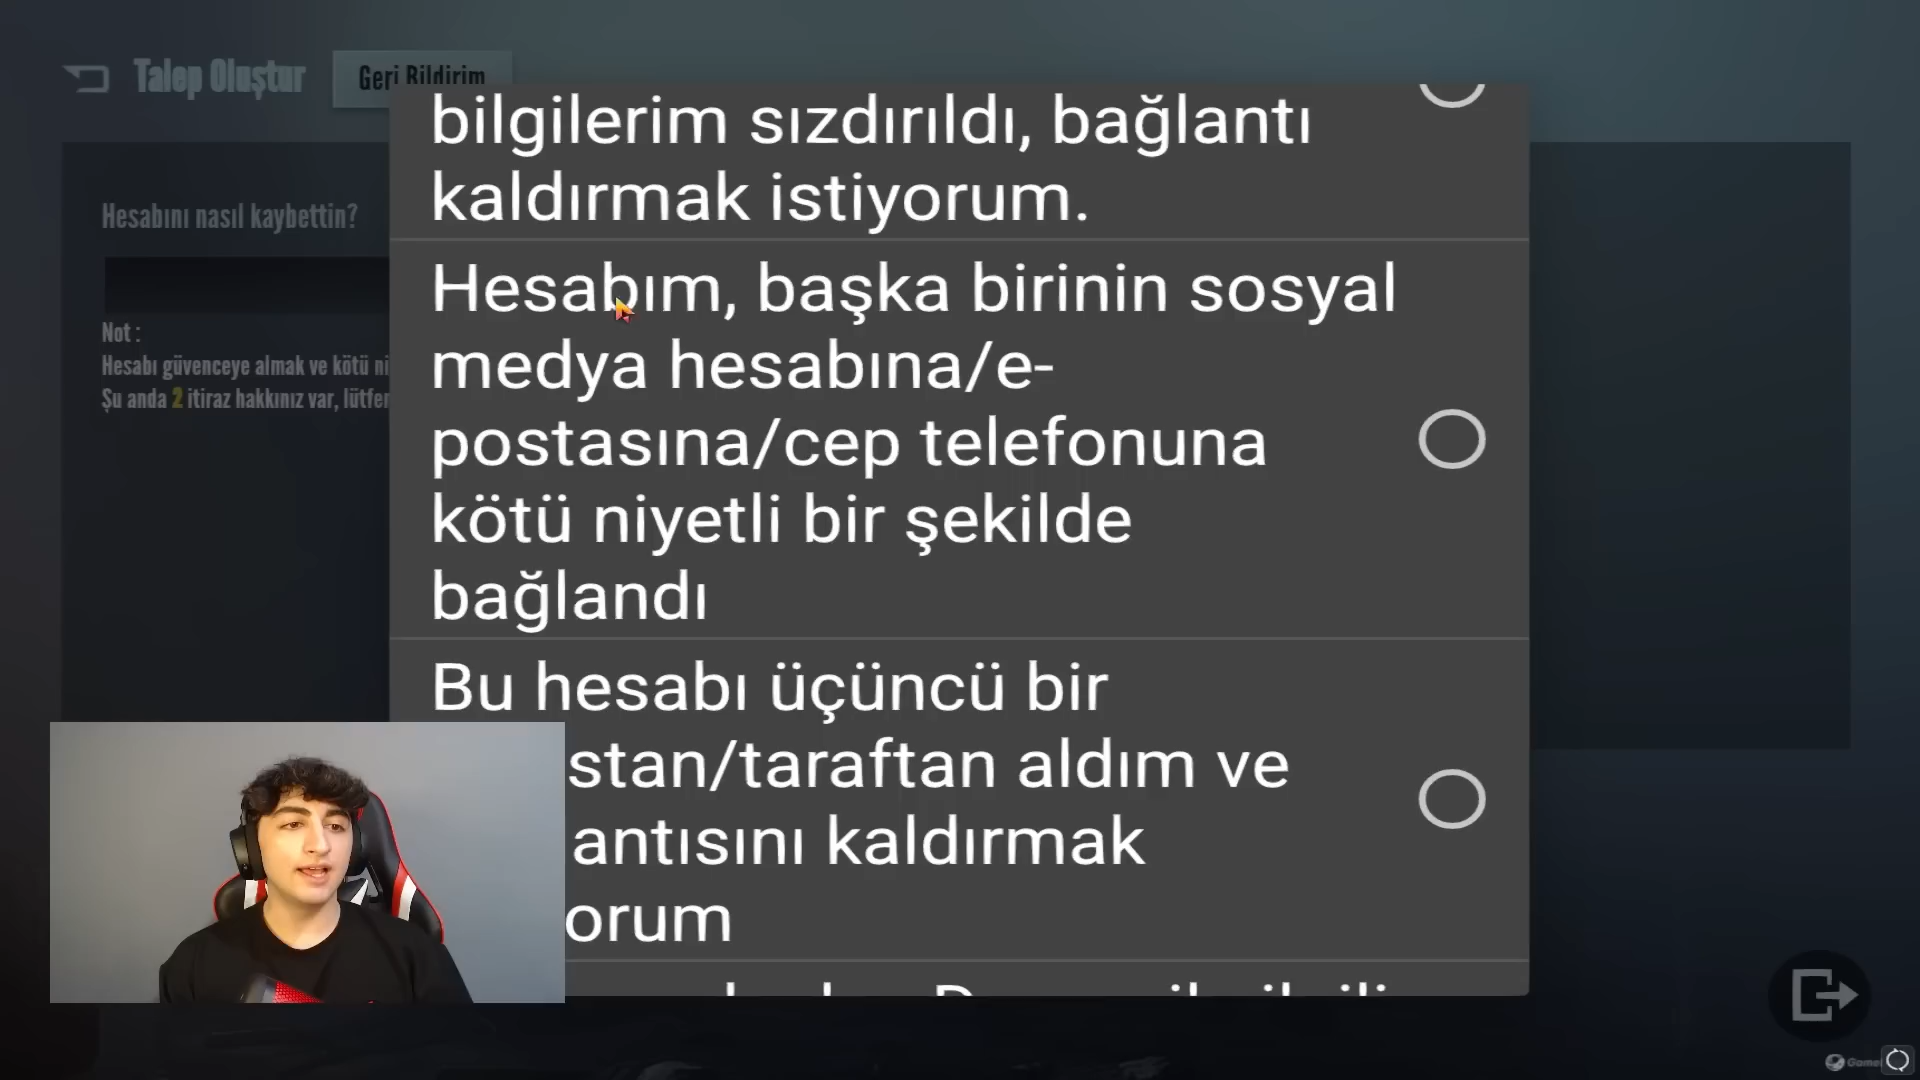 Talep Oluştur
Geri Bildirim
Hesabını nasıl kaybettin?
Not :
Hesabı güvenceye almak ve kötü
Şu anda 2 itiraz hakkınız var,
bilgilerim sızdırıldı, bağlantı
kaldırmak istiyorum.
Hesabım, başka birinin sosyal
medya hesabına/e-
postasına/cep telefonuna
kötü niyetli bir şekilde
bağlandı
Bu hesabı üçüncü bir
stan/taraftan aldım ve
antısını kaldırmak
orum